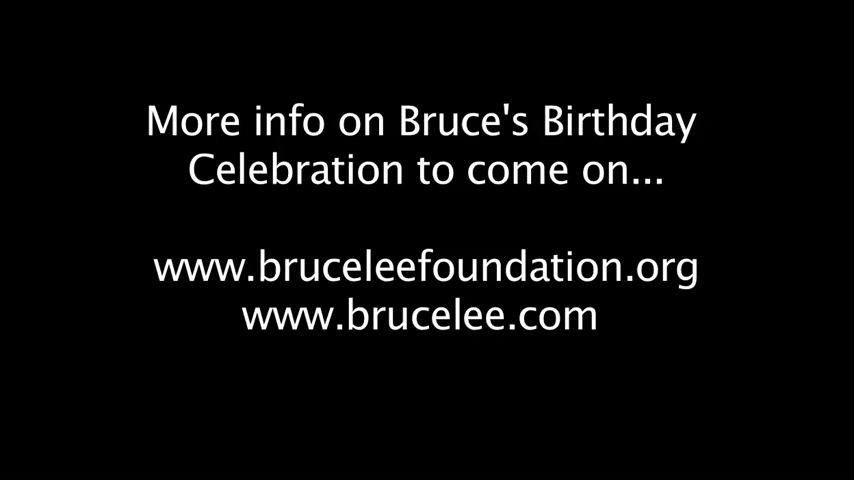 More info on Bruce's Birthday
Celebration to come on...
www.bruceleefoundation.org
www.brucelee.com